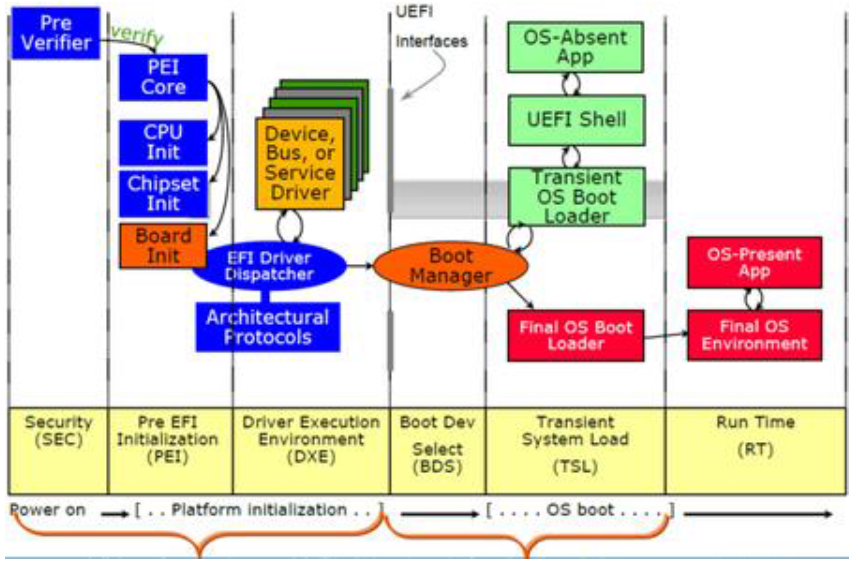 Pre
Verifier
verify
PEI
Core
CPU
Init
Chipset
Init
Board
Init
Device,
Bus, or
Service
Driver
EFI Driver
Dispatcher
Architectural
Protocols
UEFI
Interfaces
Boot
Manager
OS-Absent
App
UEFI Shell
Transient
OS Boot
Loader
Final OS Boot
Loader
OS-Present
App
Final OS
Environment
Security
(SEC)
Pre EFI
Initialization
(PEI)
Driver Execution
Environment
(DXE)
Boot Dev
Select
(BDS)
Transient
System Load
(TSL)
Run Time
(RT)
Power on
[ . . Platform initialization . . ]
[ . . . . OS boot . . . . ]